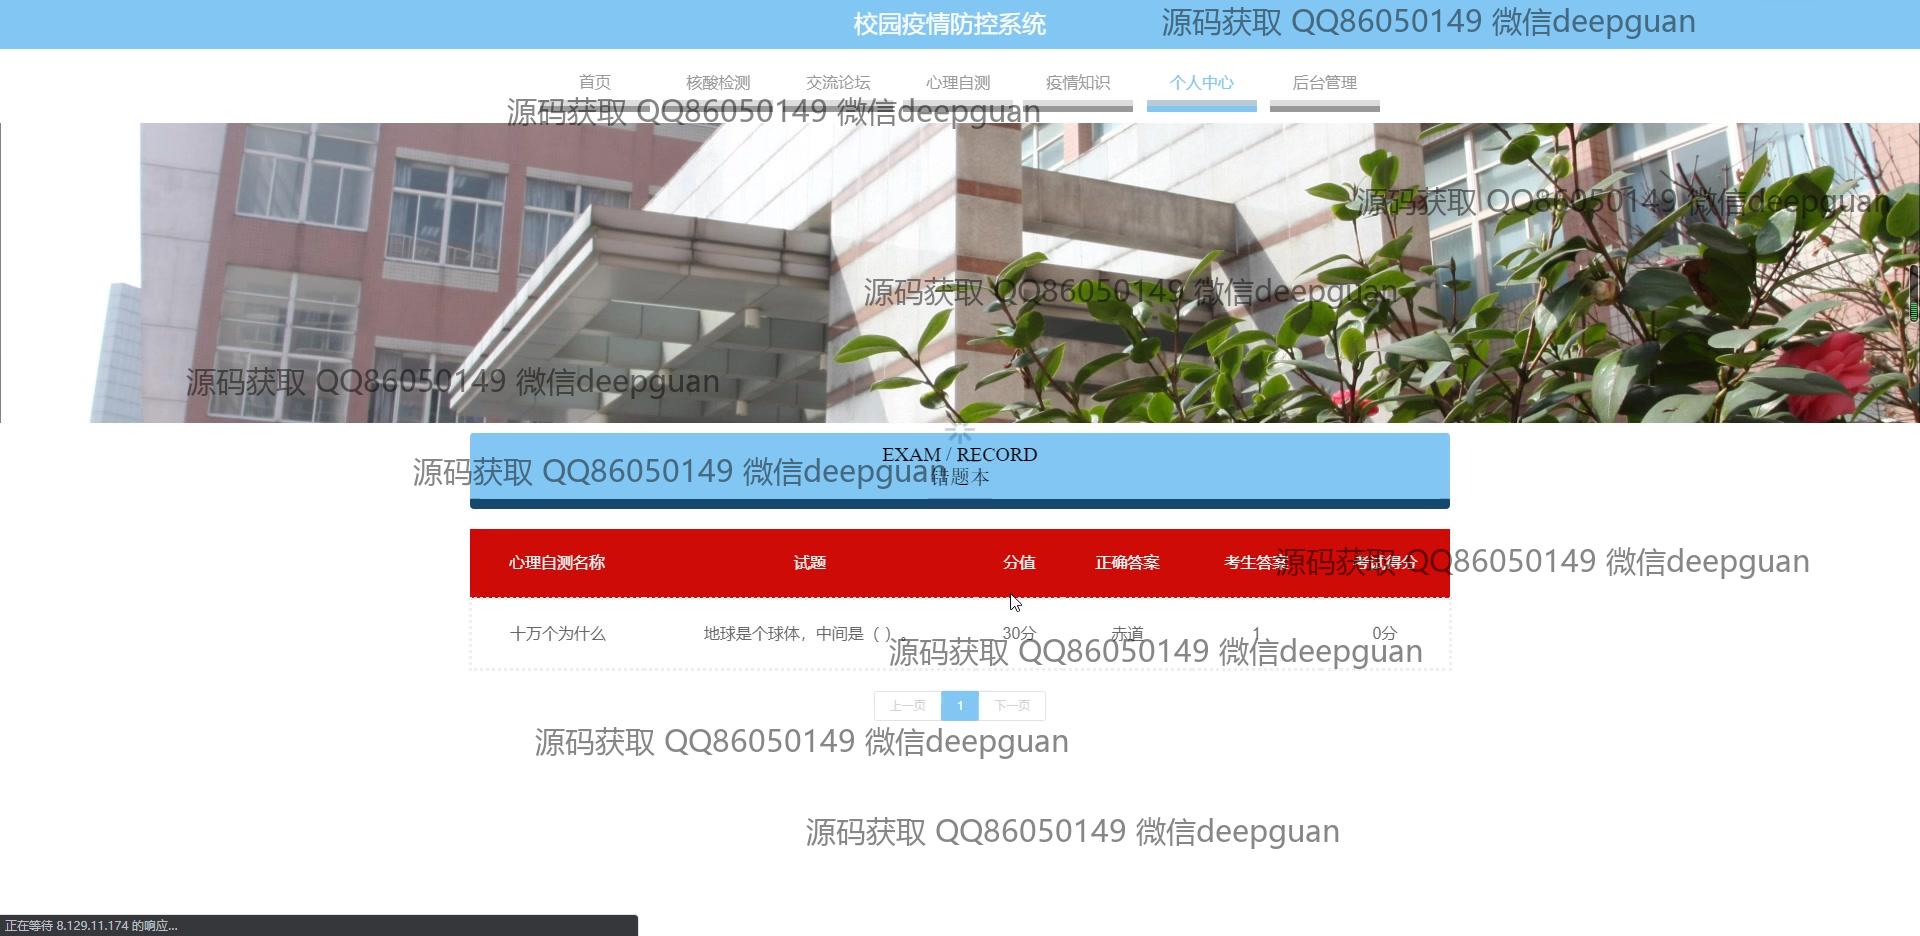 校园疫情防控系统
源码获取 QQ86050149 微信deepguan
首页 核酸检测 交流论坛 心理自测 疫情知识 个人中心 后台管理
源码获取 QQ86050149 微信deepguan
源码获取 QQ86050149 微信deepguan
源码获取 QQ86050149 微信deepguan
源码获取 QQ86050149 微信deepguan
EXAM / RECORD
源码获取 QQ86050149 微信deepguan
错题本
心理自测名称 试题 分值 正确答案 考生答案 考试得分
源码获取 QQ86050149 微信deepguan
十万个为什么 地球是个球体，中间是（ ）。 30分 赤道 1 0分
源码获取 QQ86050149 微信deepguan
上一页 1 下一页
源码获取 QQ86050149 微信deepguan
源码获取 QQ86050149 微信deepguan
正在等待 8.129.11.174 的响应...